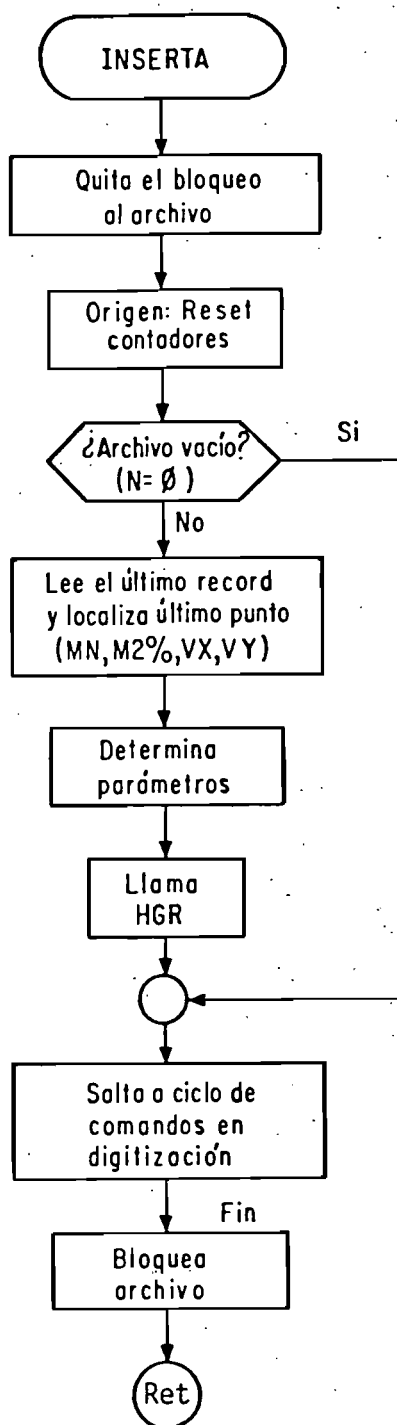 INSERTA
Quita el bloqueo
al archivo
Origen: Reset
contadores
¿Archivo vacío?
(N= Ø )
Si
No
Lee el último record
y localiza último punto
(MN, M2%, VX, VY)
Determina
parámetros
Llama
HGR
Salta a ciclo de
comandos en
digitización
Fin
Bloquea
archivo
Ret